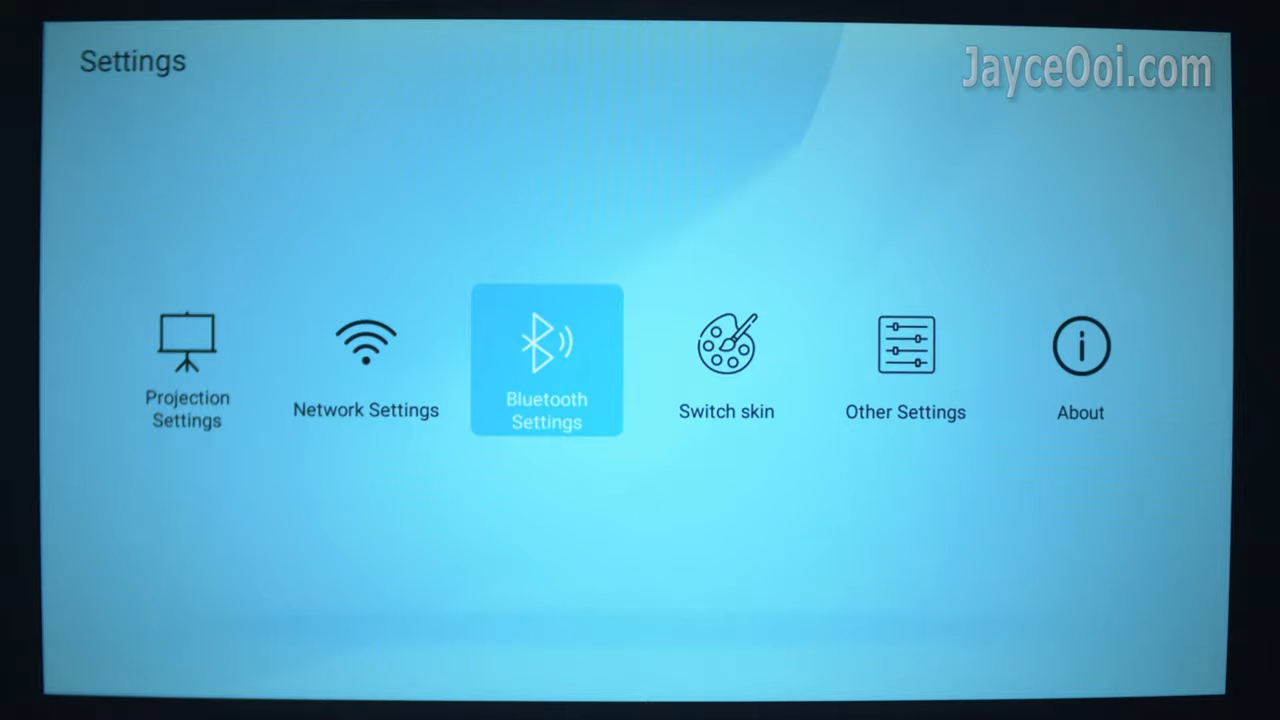 Settings
JayceOoi.com
Projection
Settings
Network Settings
Bluetooth
Settings
Switch skin
Other Settings
About